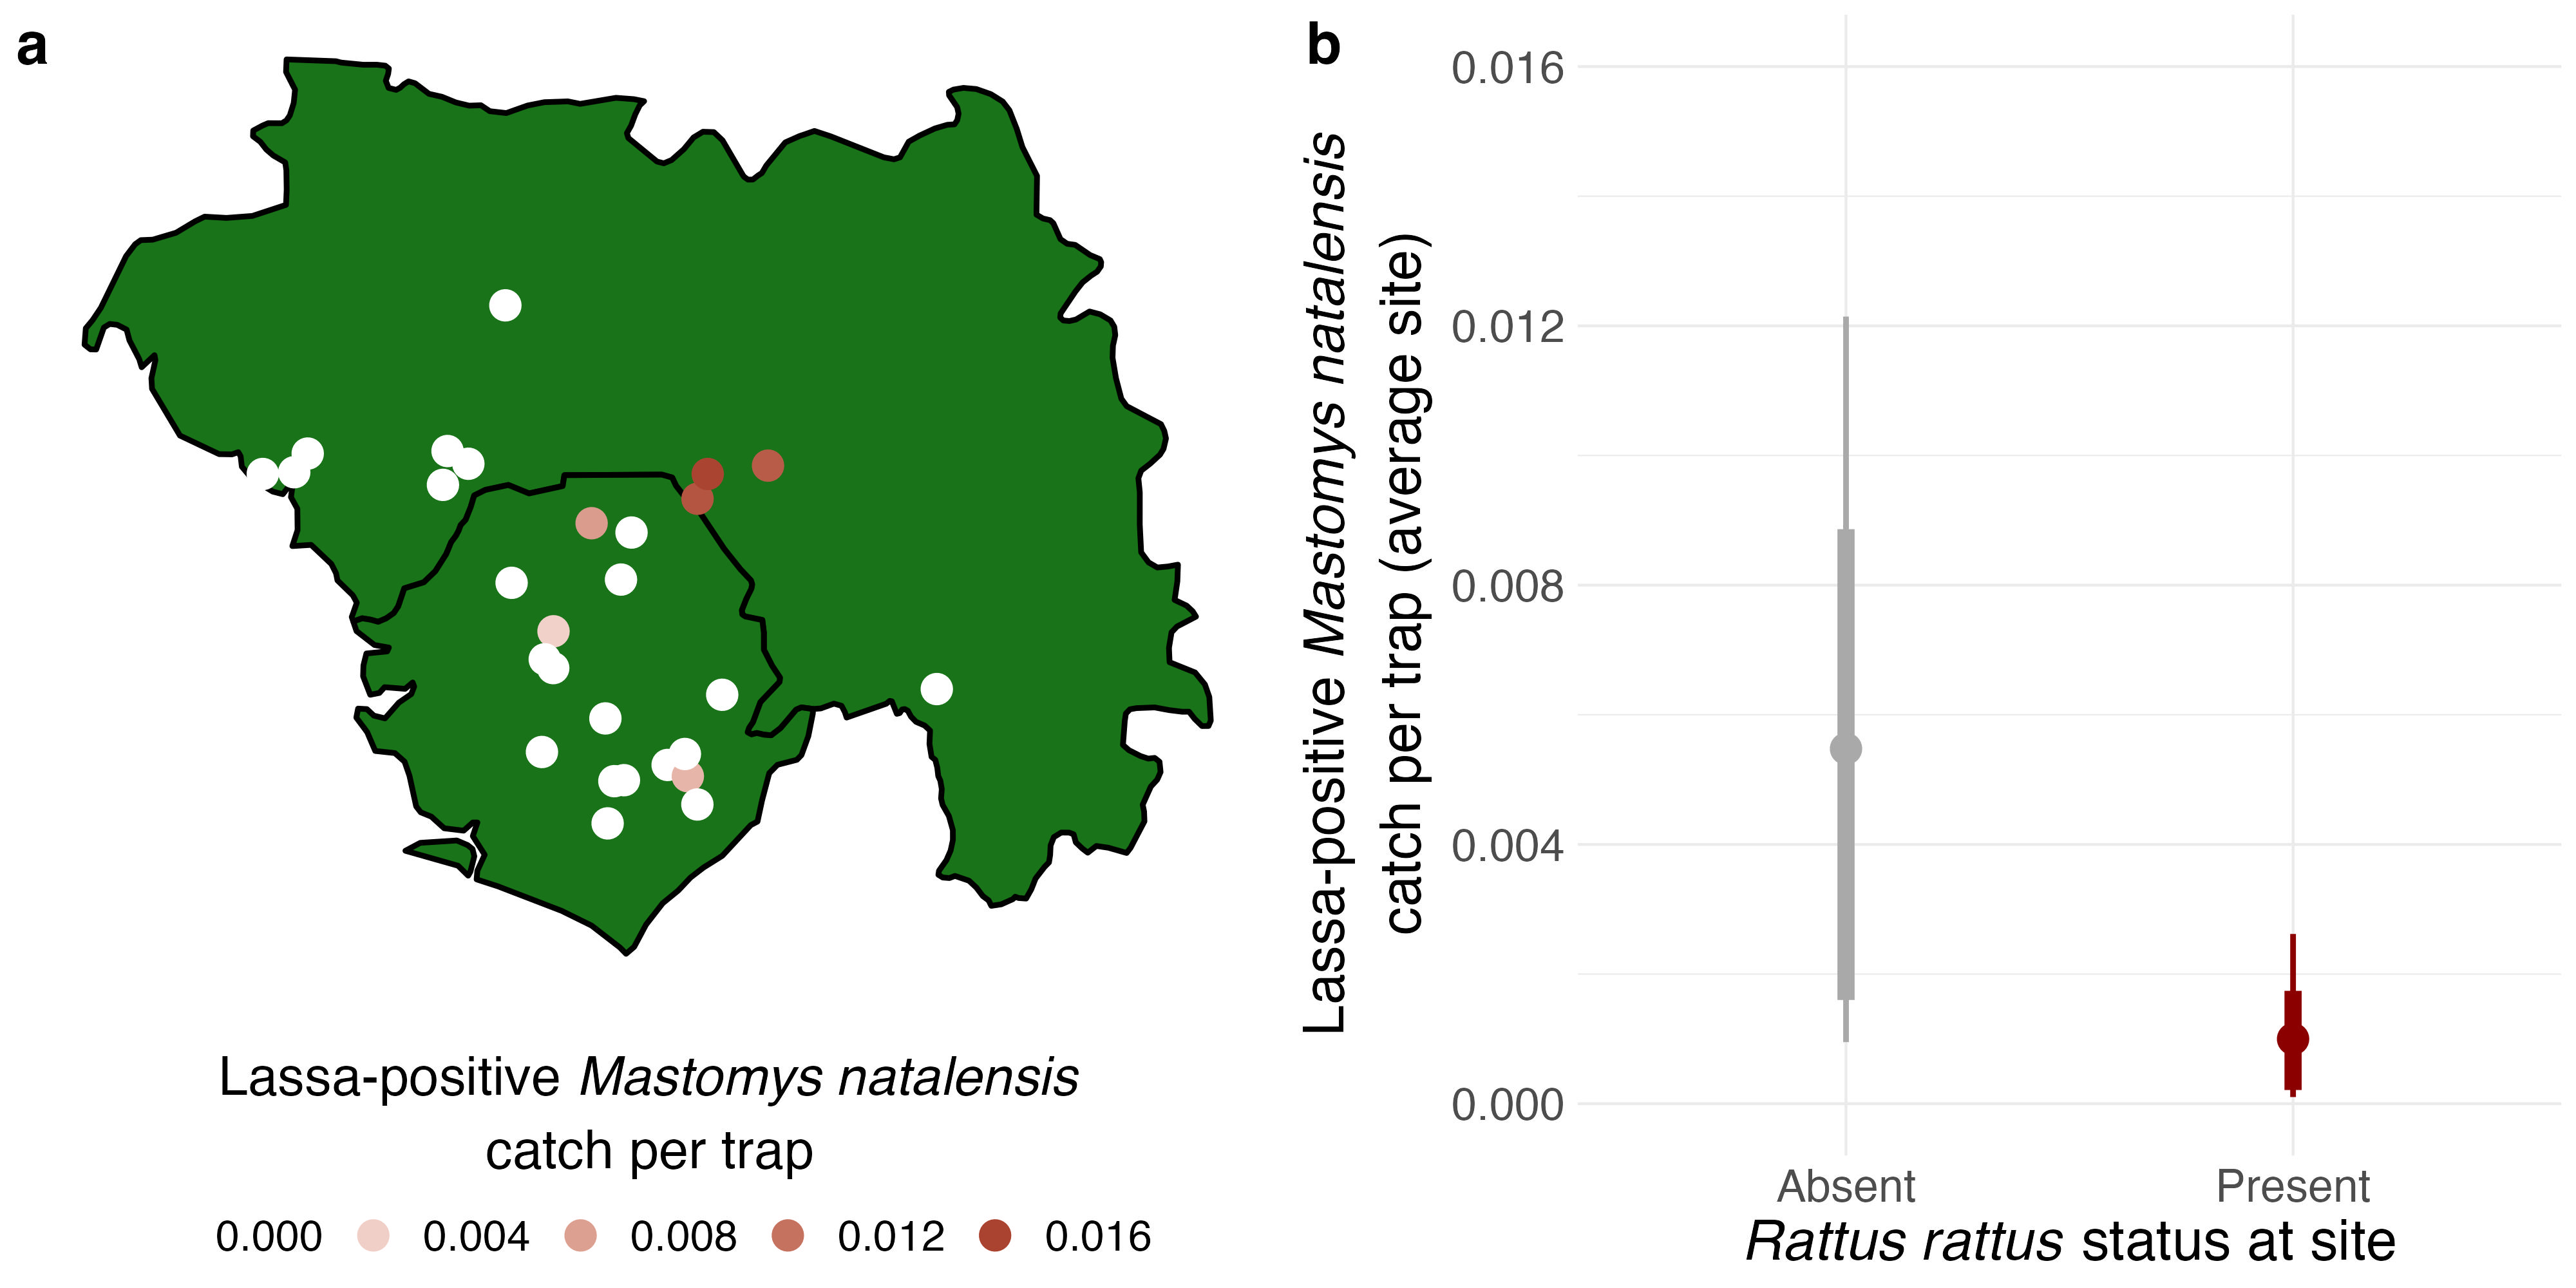 a
Lassa-positive Mastomys natalensis
catch per trap
0.000 0.004 0.008 0.012 0.016
b
Lassa-positive Mastomys natalensis
catch per trap (average site)
0.016
0.012
0.008
0.004
0.000
Absent Present
Rattus rattus status at site